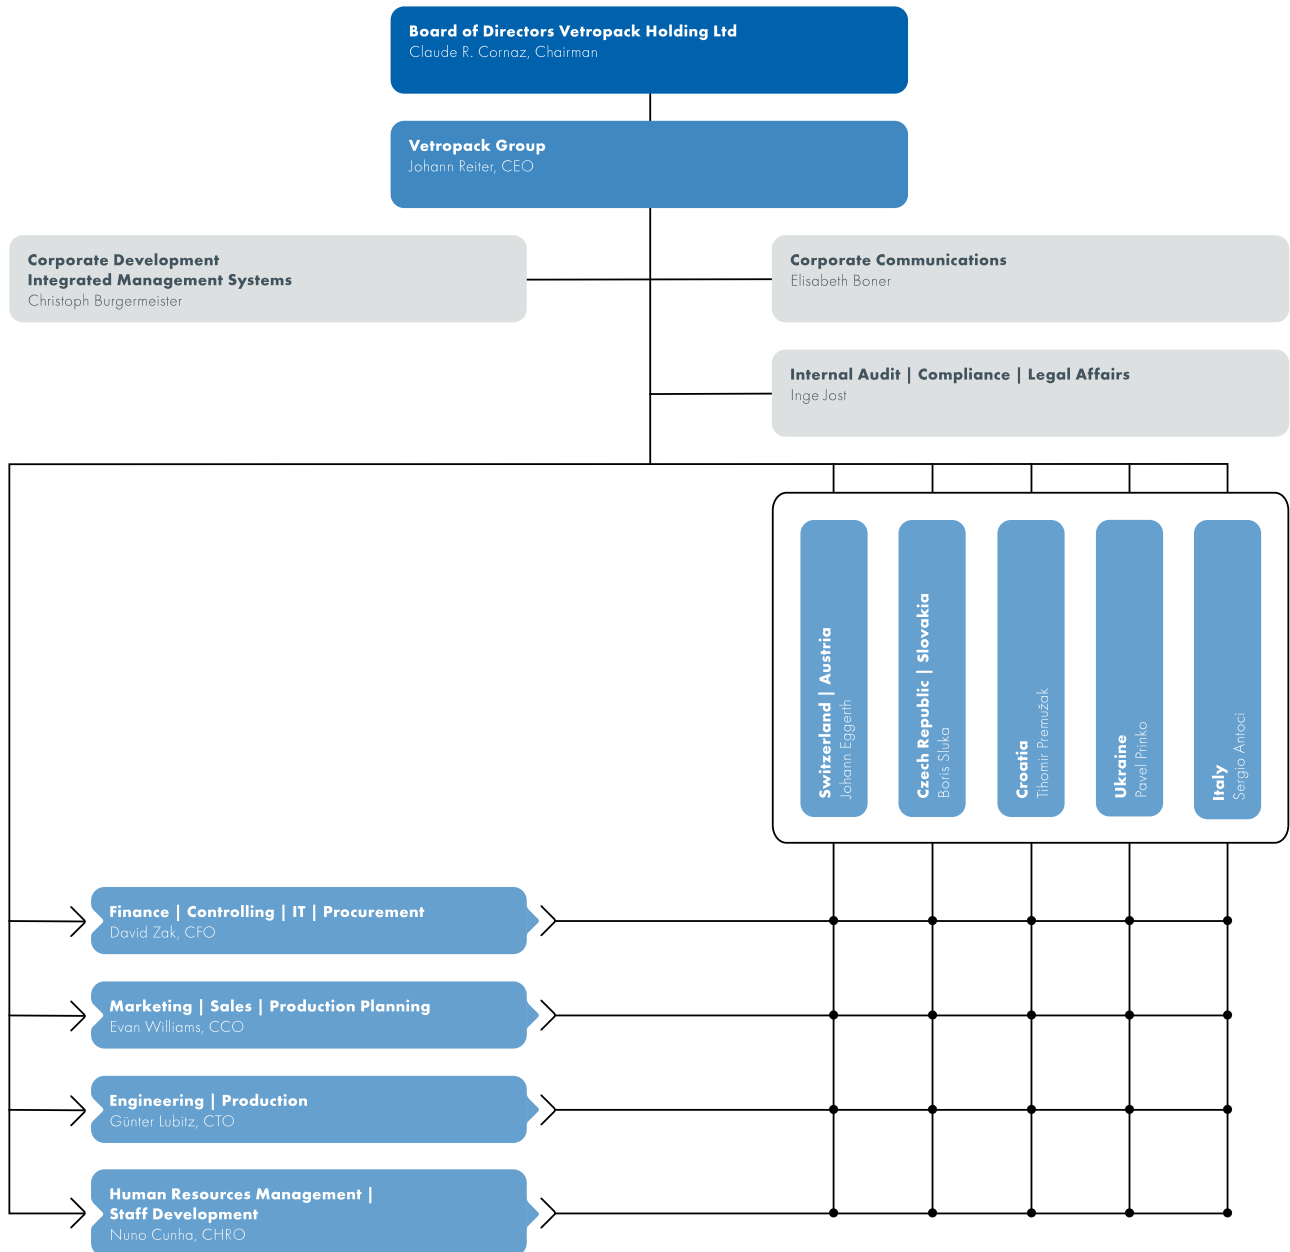 Board of Directors Vetropack Holding Ltd
Claude R. Cornaz, Chairman
Vetropack Group
Johann Reiter, CEO
Corporate Development
Integrated Management Systems
Christoph Burgermeister
Corporate Communications
Elisabeth Boner
Internal Audit | Compliance | Legal Affairs
Inge Jost
Switzerland | Austria
Johann Eggerth
Czech Republic | Slovakia
Boris Sluka
Croatia
Tihomir Premužak
Ukraine
Pavel Prinko
Italy
Sergio Antoci
Finance | Controlling | IT | Procurement
David Zak, CFO
Marketing | Sales | Production Planning
Evan Williams, CCO
Engineering | Production
Günter Lubitz, CTO
Human Resources Management |
Staff Development
Nuno Cunha, CHRO